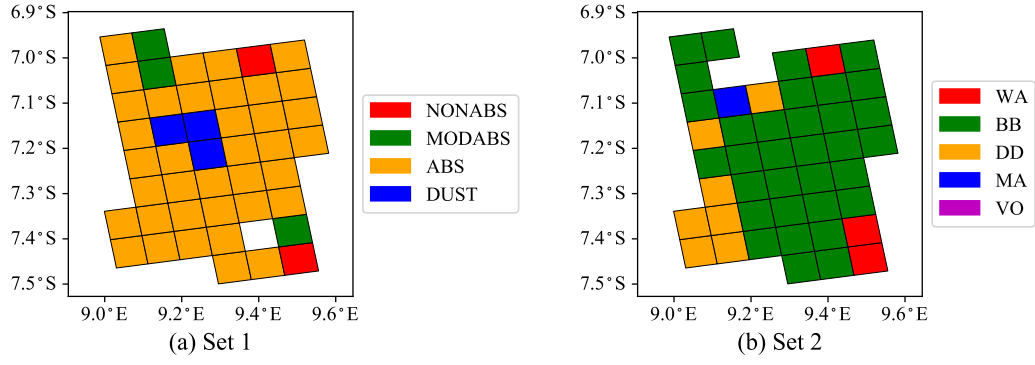 6.9°S
7.0°S
7.1°S
7.2°S
7.3°S
7.4°S
7.5°S
9.0°E 9.2°E 9.4°E 9.6°E
NONABS
MODABS
ABS
DUST
(a) Set 1
6.9°S
7.0°S
7.1°S
7.2°S
7.3°S
7.4°S
7.5°S
9.0°E 9.2°E 9.4°E 9.6°E
WA
BB
DD
MA
VO
(b) Set 2